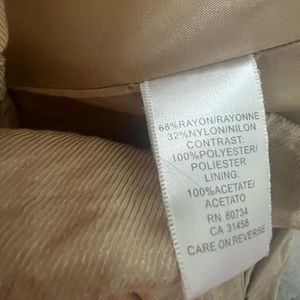 68%RAYON/RAYONNE
32%NYLON/NILON
CONTRAST:
100%POLYESTER/
POLIESTER
LINING:
100%ACETATE/
ACETATO
RN 80734
CA 31458
CARE ON REVERSE